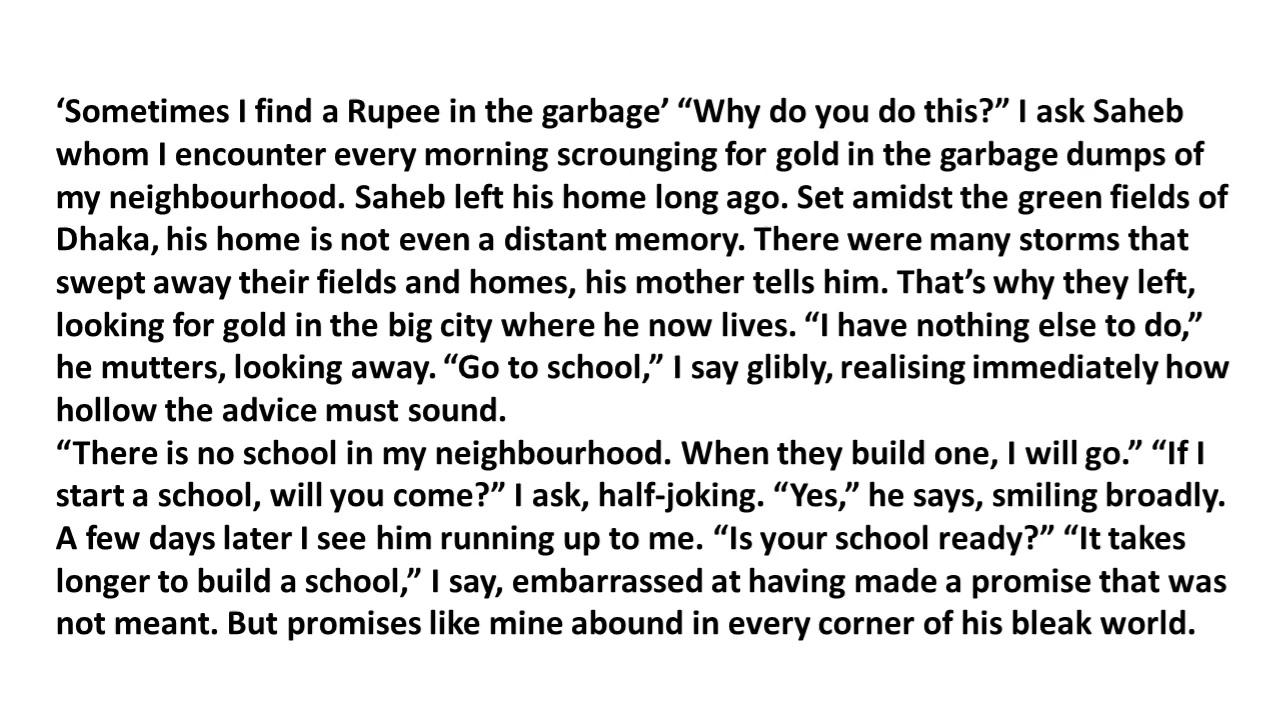 ‘Sometimes I find a Rupee in the garbage’ “Why do you do this?” I ask Saheb
whom I encounter every morning scrounging for gold in the garbage dumps of
my neighbourhood. Saheb left his home long ago. Set amidst the green fields of
Dhaka, his home is not even a distant memory. There were many storms that
swept away their fields and homes, his mother tells him. That’s why they left,
looking for gold in the big city where he now lives. “I have nothing else to do,”
he mutters, looking away. “Go to school,” I say glibly, realising immediately how
hollow the advice must sound.
“There is no school in my neighbourhood. When they build one, I will go.” “If I
start a school, will you come?” I ask, half-joking. “Yes,” he says, smiling broadly.
A few days later I see him running up to me. “Is your school ready?” “It takes
longer to build a school,” I say, embarrassed at having made a promise that was
not meant. But promises like mine abound in every corner of his bleak world.